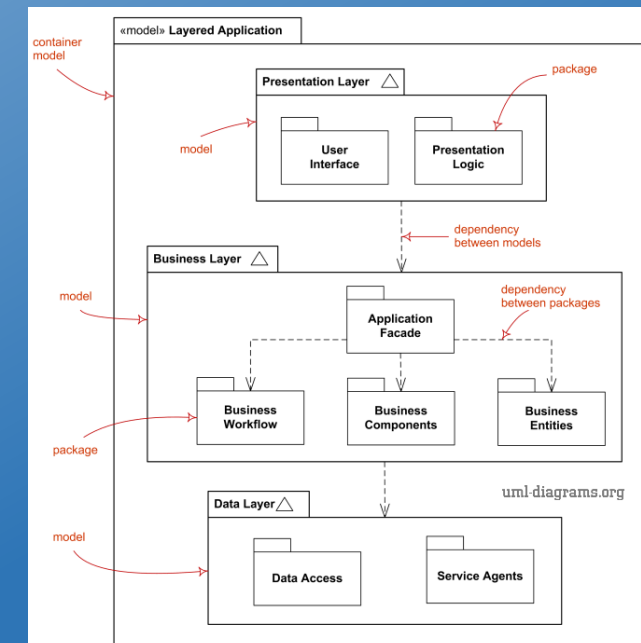 «model» Layered Application
container
model
Presentation Layer
package
model
User
Interface
Presentation
Logic
dependency
between models
Business Layer
model
dependency
between packages
Application
Facade
Business
Workflow
Business
Components
Business
Entities
package
uml-diagrams.org
Data Layer
model
Data Access
Service Agents